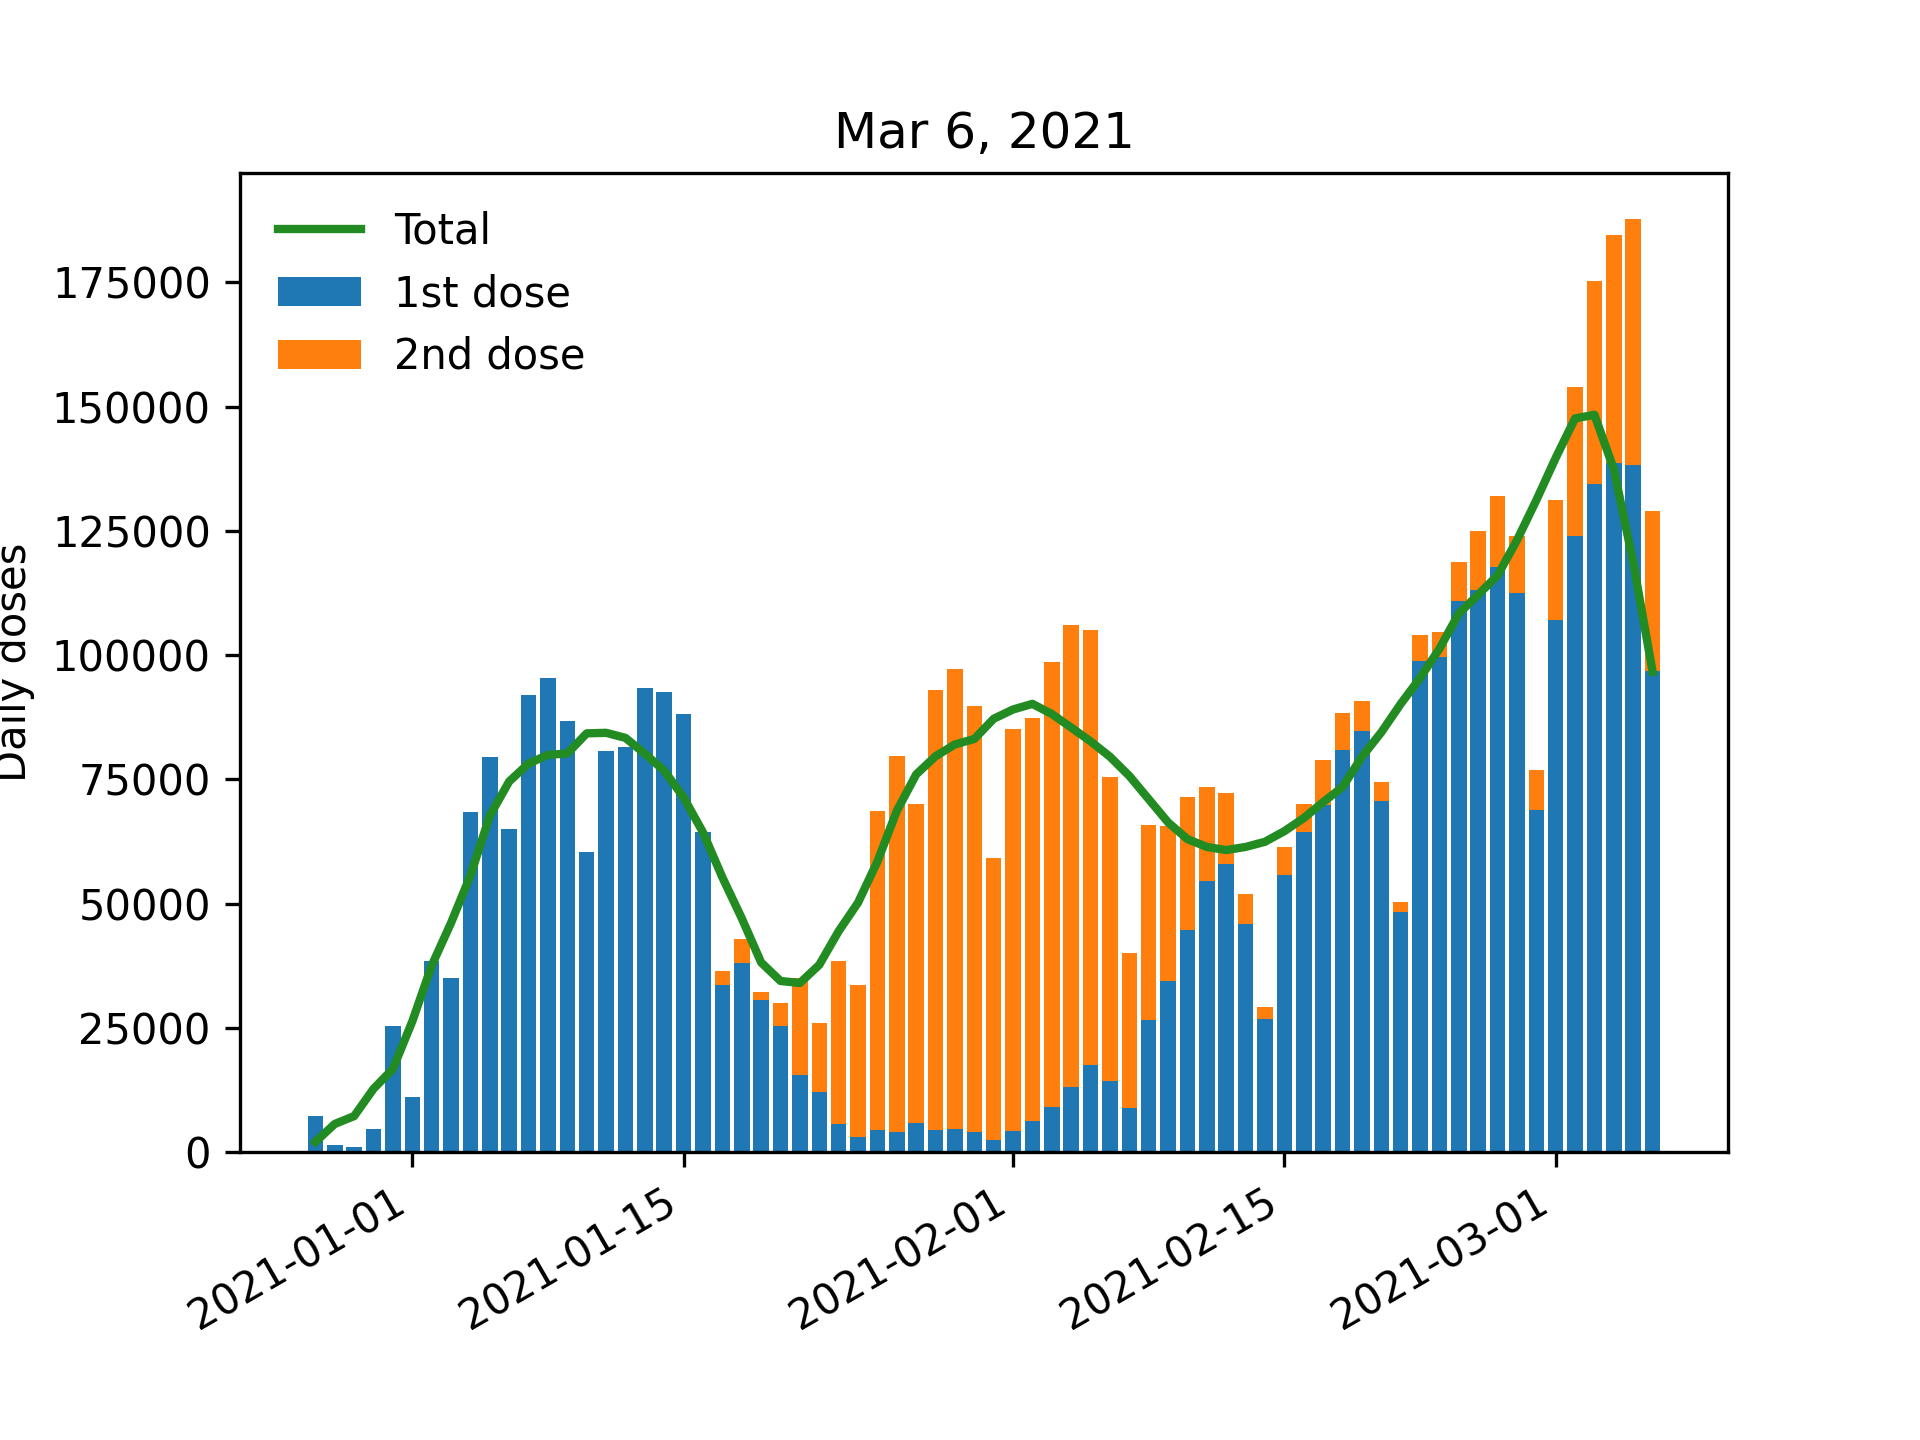 Mar 6, 2021
Total
1st dose
2nd dose
175000
150000
125000
100000
75000
50000
25000
0
Daily doses
2021-01-01
2021-01-15
2021-02-01
2021-02-15
2021-03-01